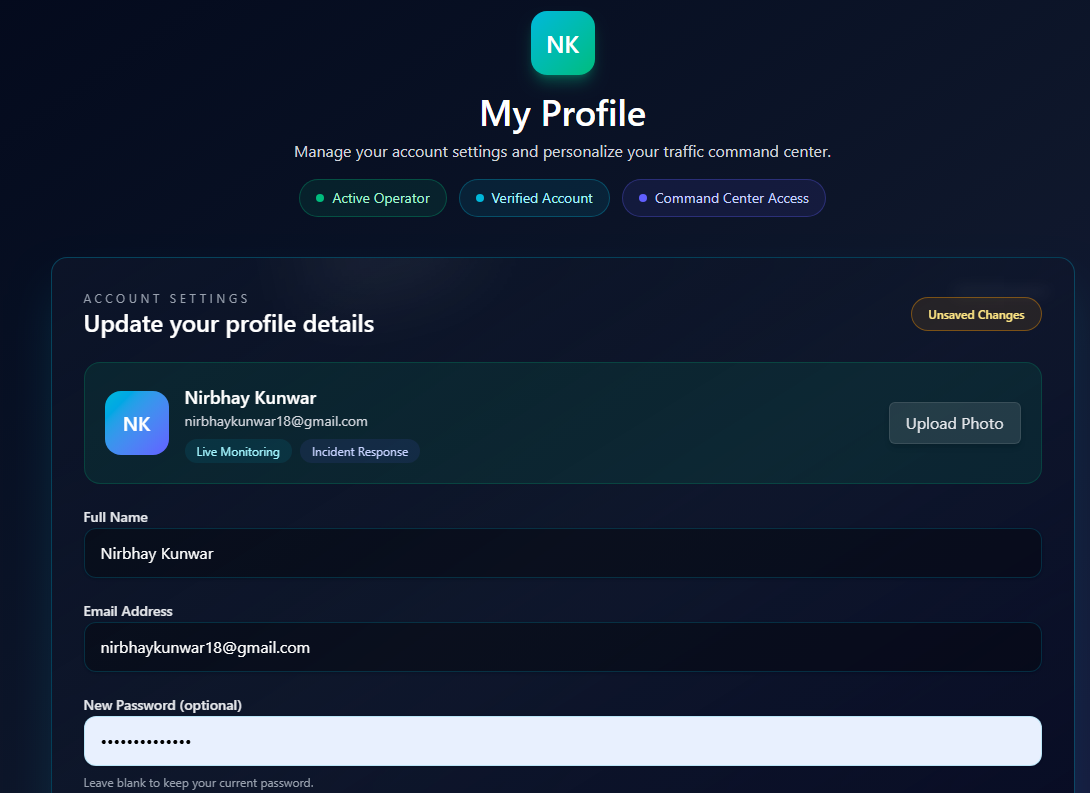 NK
My Profile
Manage your account settings and personalize your traffic command center.
Active Operator
Verified Account
Command Center Access
ACCOUNT SETTINGS
Update your profile details
Unsaved Changes
NK
Nirbhay Kunwar
nirbhaykunwar18@gmail.com
Live Monitoring
Incident Response
Upload Photo
Full Name
Nirbhay Kunwar
Email Address
nirbhaykunwar18@gmail.com
New Password (optional)
••••••••••••••
Leave blank to keep your current password.